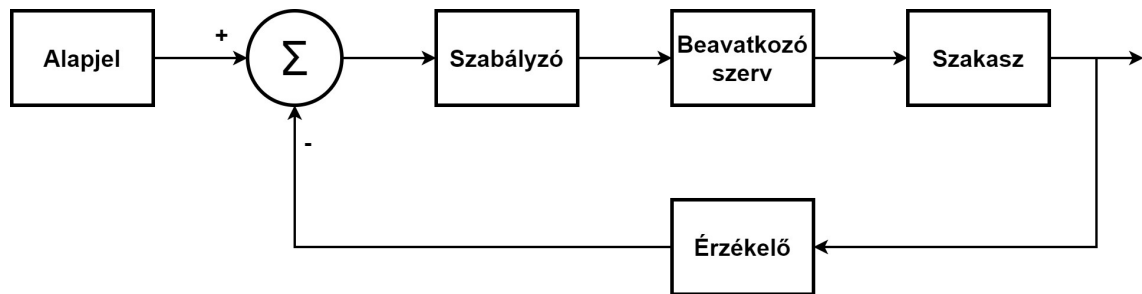 Alapjel
+
Σ
Szabályzó
Beavatkozó
szerv
Szakasz
-
Érzékelő